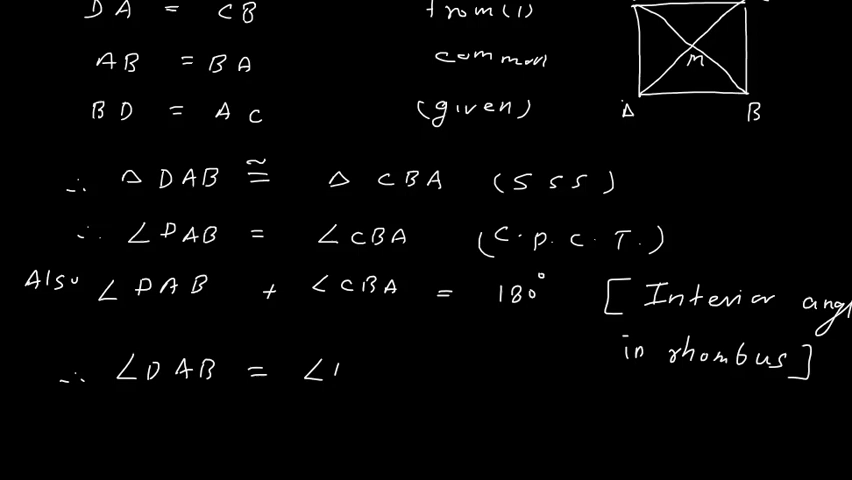 DA = CB from(1)
AB = BA common
BD = AC (given)
M
A B
∴ Δ DAB ≅ Δ CBA (SSS)
∴ ∠DAB = ∠CBA (C.P.C.T.)
Also ∠DAB + ∠CBA = 180° [Interior angl
in rhombus]
∴ ∠DAB = ∠